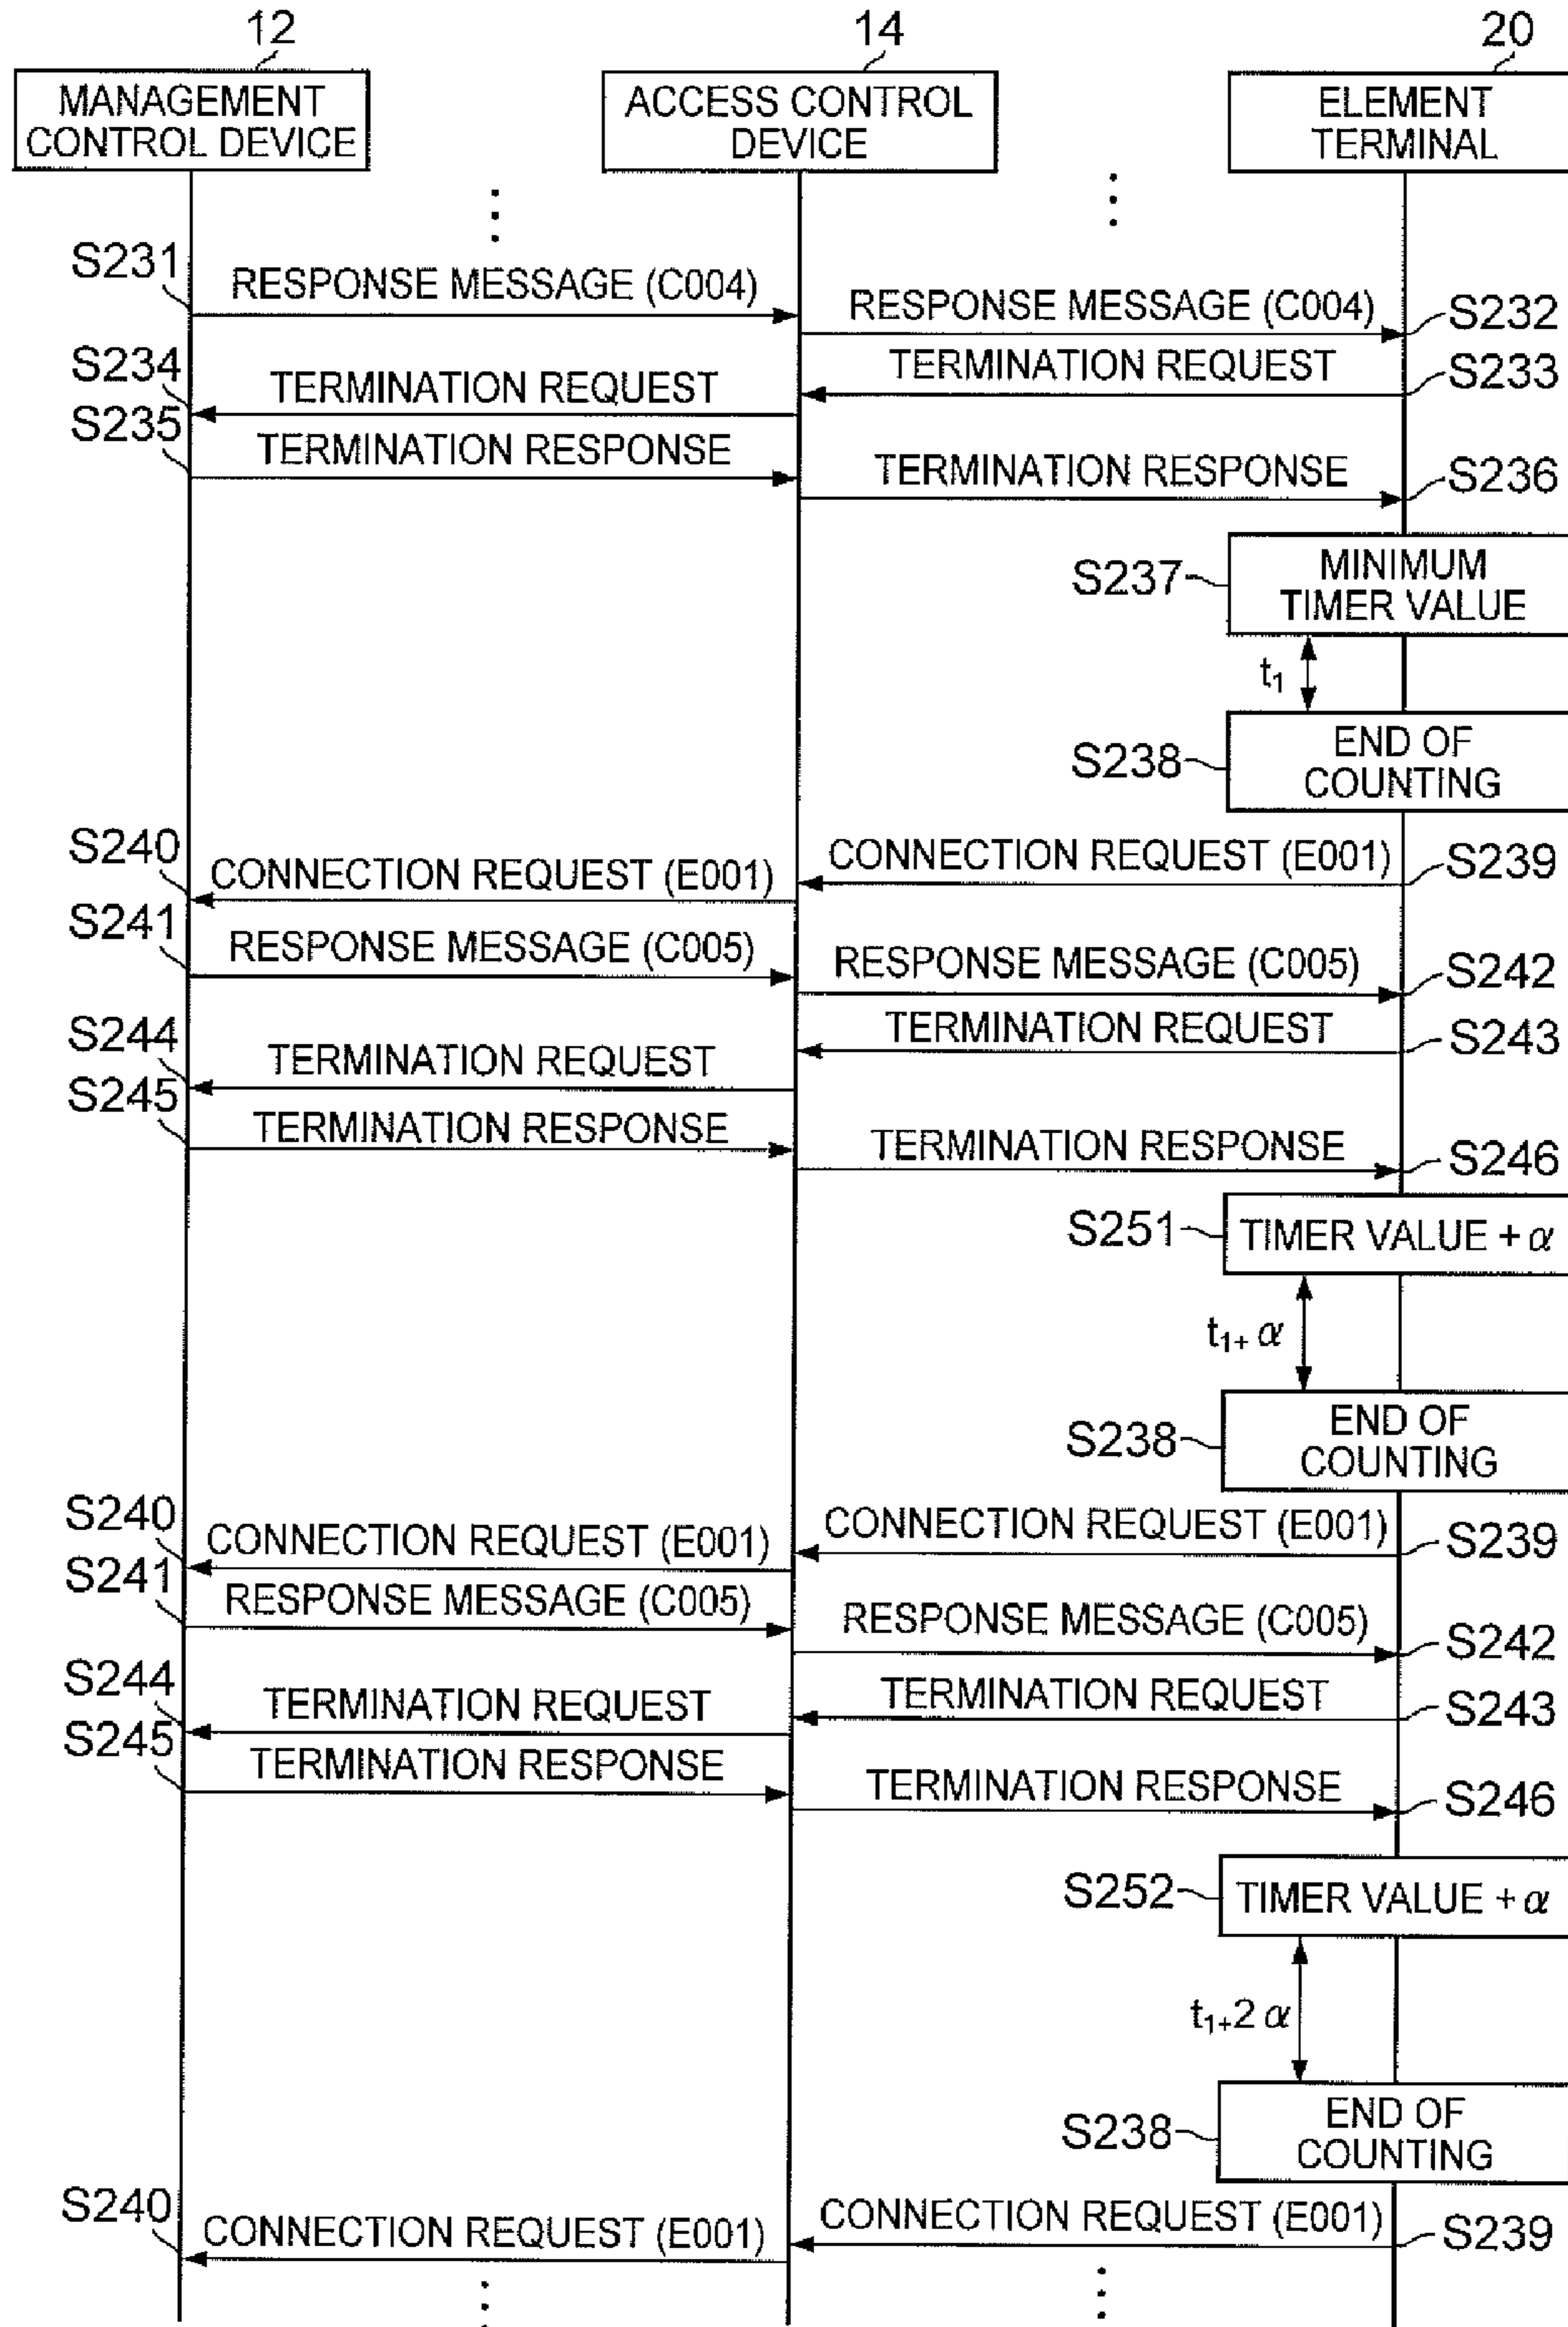 12
14
20
MANAGEMENT
CONTROL DEVICE
ACCESS CONTROL
DEVICE
ELEMENT
TERMINAL
S231
RESPONSE MESSAGE (C004)
RESPONSE MESSAGE (C004)
S232
S234
TERMINATION REQUEST
TERMINATION REQUEST
S233
S235
TERMINATION RESPONSE
TERMINATION RESPONSE
S236
S237
MINIMUM
TIMER VALUE
t₁
S238
END OF
COUNTING
S240
CONNECTION REQUEST (E001)
CONNECTION REQUEST (E001)
S239
S241
RESPONSE MESSAGE (C005)
RESPONSE MESSAGE (C005)
S242
S244
TERMINATION REQUEST
TERMINATION REQUEST
S243
S245
TERMINATION RESPONSE
TERMINATION RESPONSE
S246
S251
TIMER VALUE + α
t₁₊ α
S238
END OF
COUNTING
S240
CONNECTION REQUEST (E001)
CONNECTION REQUEST (E001)
S239
S241
RESPONSE MESSAGE (C005)
RESPONSE MESSAGE (C005)
S242
S244
TERMINATION REQUEST
TERMINATION REQUEST
S243
S245
TERMINATION RESPONSE
TERMINATION RESPONSE
S246
S252
TIMER VALUE + α
t₁₊2 α
S238
END OF
COUNTING
S240
CONNECTION REQUEST (E001)
CONNECTION REQUEST (E001)
S239